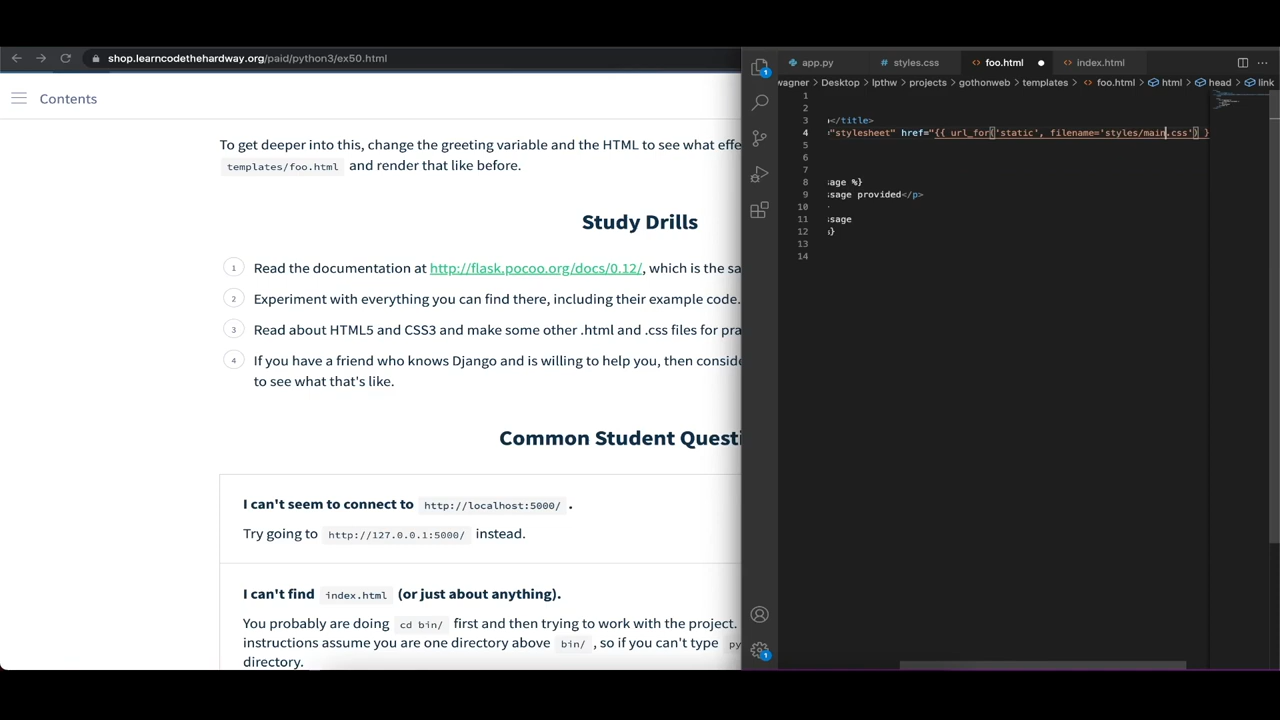 shop.learncodethehardway.org/paid/python3/ex50.html
Contents
To get deeper into this, change the greeting variable and the HTML to see what effe
templates/foo.html and render that like before.
Study Drills
1 Read the documentation at http://flask.pocoo.org/docs/0.12/, which is the sa
2 Experiment with everything you can find there, including their example code.
3 Read about HTML5 and CSS3 and make some other .html and .css files for pra
4 If you have a friend who knows Django and is willing to help you, then conside
to see what that's like.
Common Student Questi
I can't seem to connect to http://localhost:5000/ .
Try going to http://127.0.0.1:5000/ instead.
I can't find index.html (or just about anything).
You probably are doing cd bin/ first and then trying to work with the project.
instructions assume you are one directory above bin/ , so if you can't type py
directory.
1
1
app.py # styles.css <> foo.html <> index.html
wagner > Desktop > lpthw > projects > gothonweb > templates > <> foo.html > html > head > link
1
2
3 </title>
4 "stylesheet" href="{{ url_for('static', filename='styles/main.css') }
5
6
7
8 sage %}
9 ssage provided</p>
10
11 ssage
12 %}
13
14